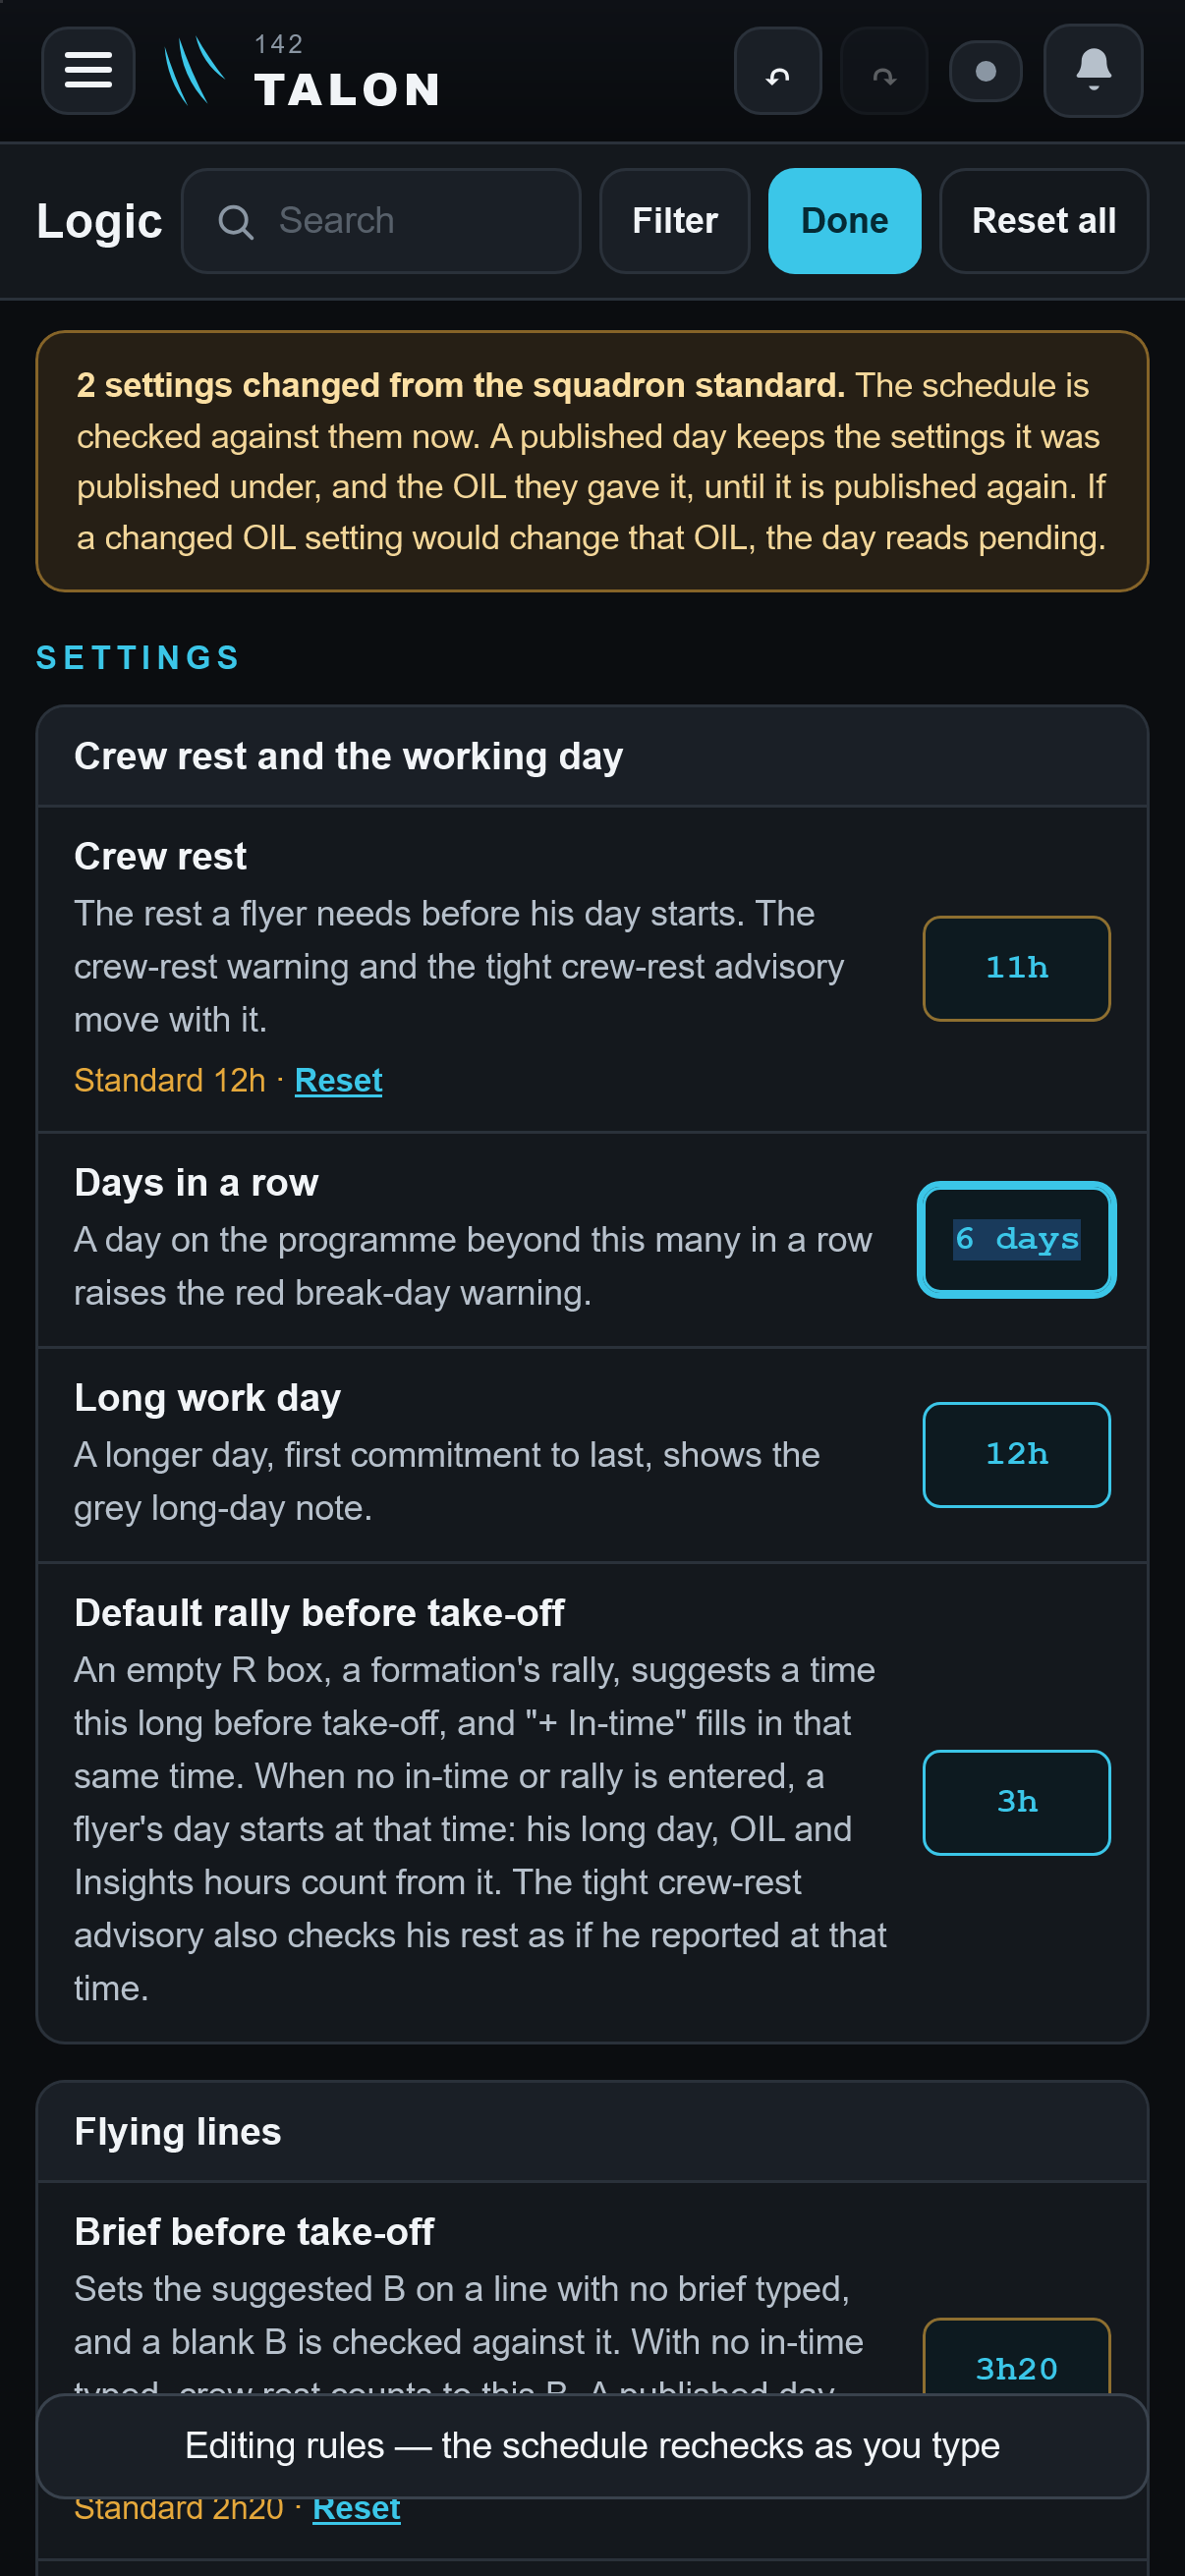 142
TALON
Logic
Search
Filter
Done
Reset all
2 settings changed from the squadron standard. The schedule is
checked against them now. A published day keeps the settings it was
published under, and the OIL they gave it, until it is published again. If
a changed OIL setting would change that OIL, the day reads pending.
SETTINGS
Crew rest and the working day
Crew rest
The rest a flyer needs before his day starts. The
crew-rest warning and the tight crew-rest advisory
move with it.
Standard 12h · Reset
11h
Days in a row
A day on the programme beyond this many in a row
raises the red break-day warning.
6 days
Long work day
A longer day, first commitment to last, shows the
grey long-day note.
12h
Default rally before take-off
An empty R box, a formation's rally, suggests a time
this long before take-off, and "+ In-time" fills in that
same time. When no in-time or rally is entered, a
flyer's day starts at that time: his long day, OIL and
Insights hours count from it. The tight crew-rest
advisory also checks his rest as if he reported at that
time.
3h
Flying lines
Brief before take-off
Sets the suggested B on a line with no brief typed,
and a blank B is checked against it. With no in-time
typed, crew rest counts to this B. A published day
3h20
Editing rules — the schedule rechecks as you type
Standard 2h20 · Reset